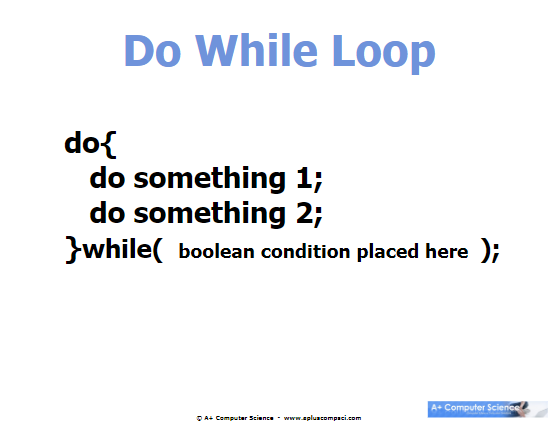 Do While Loop
do{
do something 1;
do something 2;
}while( boolean condition placed here );
A+ Computer Science
© A+ Computer Science - www.apluscompsci.com